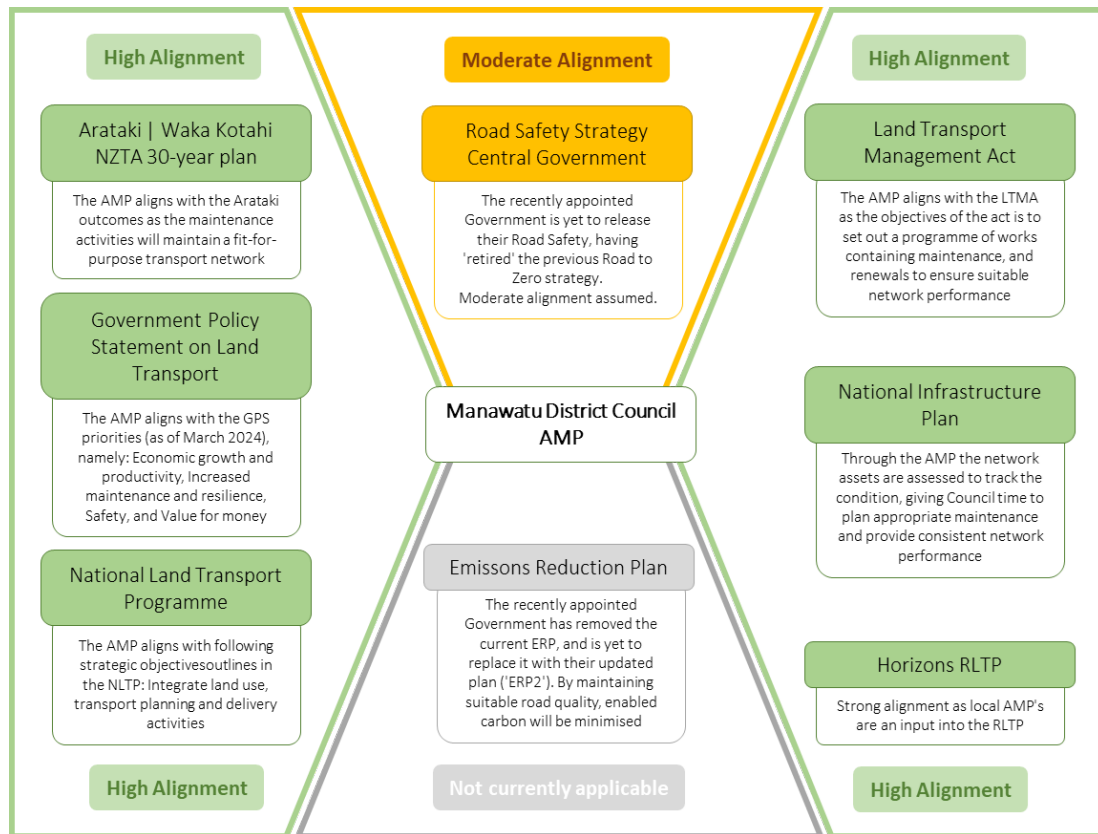 High Alignment
Arataki | Waka Kotahi
NZTA 30-year plan
The AMP aligns with the Arataki
outcomes as the maintenance
activities will maintain a fit-for-
purpose transport network
Government Policy
Statement on Land
Transport
The AMP aligns with the GPS
priorities (as of March 2024),
namely: Economic growth and
productivity, Increased
maintenance and resilience,
Safety, and Value for money
National Land Transport
Programme
The AMP aligns with following
strategic objectivesoutlines in
the NLTP: Integrate land use,
transport planning and delivery
activities
High Alignment
Moderate Alignment
Road Safety Strategy
Central Government
The recently appointed
Government is yet to release
their Road Safety, having
'retired' the previous Road to
Zero strategy.
Moderate alignment assumed.
Manawatu District Council
AMP
Emissons Reduction Plan
The recently appointed
Government has removed the
current ERP, and is yet to
replace it with their updated
plan ('ERP2'). By maintaining
suitable road quality, enabled
carbon will be minimised
Not currently applicable
High Alignment
Land Transport
Management Act
The AMP aligns with the LTMA
as the objectives of the act is to
set out a programme of works
containing maintenance, and
renewals to ensure suitable
network performance
National Infrastructure
Plan
Through the AMP the network
assets are assessed to track the
condition, giving Council time to
plan appropriate maintenance
and provide consistent network
performance
Horizons RLTP
Strong alignment as local AMP's
are an input into the RLTP
High Alignment